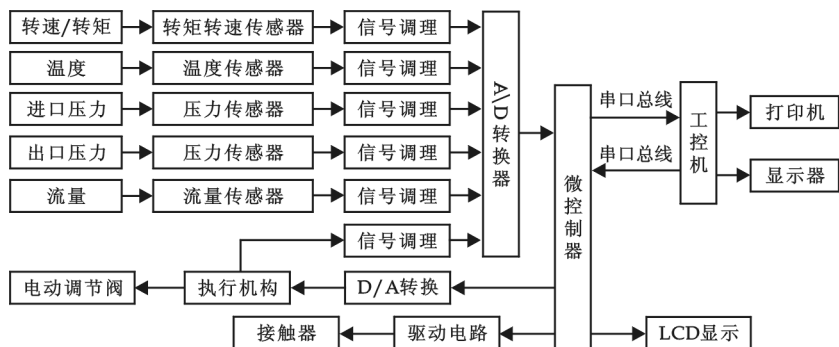 转速/转矩
转矩转速传感器
信号调理
温度
温度传感器
信号调理
进口压力
压力传感器
信号调理
出口压力
压力传感器
信号调理
流量
流量传感器
信号调理
信号调理
A\D转换器
微控制器
串口总线
串口总线
工控机
打印机
显示器
电动调节阀
执行机构
D/A转换
接触器
驱动电路
LCD显示